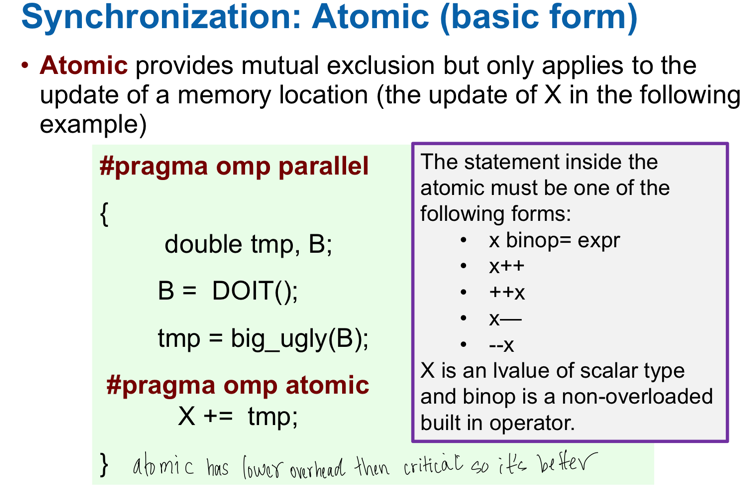 Synchronization: Atomic (basic form)
• Atomic provides mutual exclusion but only applies to the
update of a memory location (the update of X in the following
example)
#pragma omp parallel
{
double tmp, B;
B = DOIT();
tmp = big_ugly(B);
#pragma omp atomic
X += tmp;
}
atomic has lower overhead then critical so it's better
The statement inside the
atomic must be one of the
following forms:
• x binop= expr
• x++
• ++x
• x—
• --x
X is an lvalue of scalar type
and binop is a non-overloaded
built in operator.